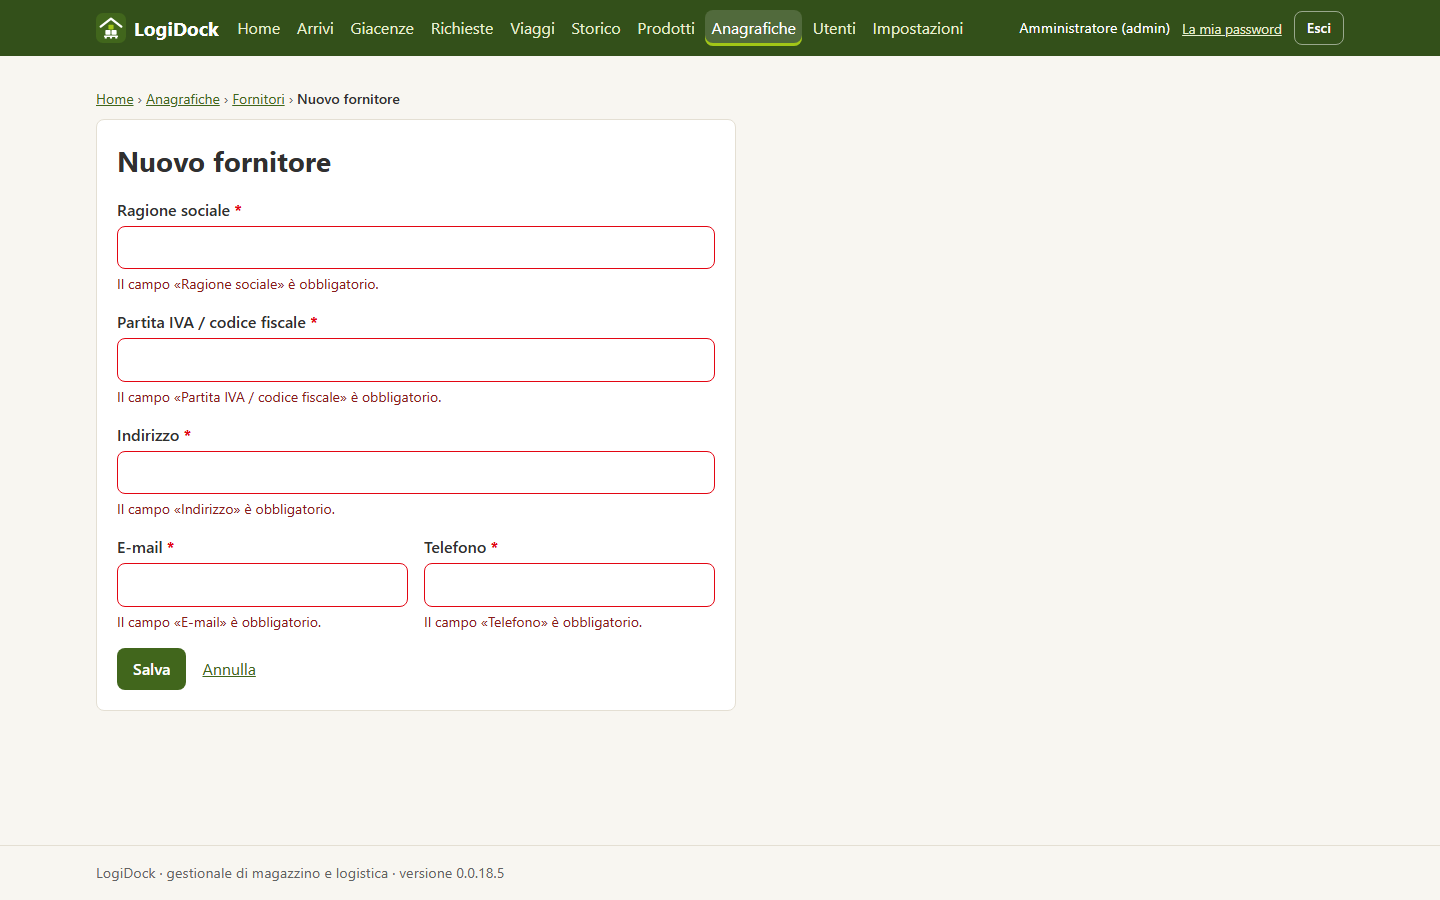 LogiDock Home Arrivi Giacenze Richieste Viaggi Storico Prodotti Anagrafiche Utenti Impostazioni Amministratore (admin) La mia password Esci
Home › Anagrafiche › Fornitori › Nuovo fornitore
Nuovo fornitore
Ragione sociale *
Il campo «Ragione sociale» è obbligatorio.
Partita IVA / codice fiscale *
Il campo «Partita IVA / codice fiscale» è obbligatorio.
Indirizzo *
Il campo «Indirizzo» è obbligatorio.
E-mail * Telefono *
Il campo «E-mail» è obbligatorio. Il campo «Telefono» è obbligatorio.
Salva Annulla
LogiDock · gestionale di magazzino e logistica · versione 0.0.18.5